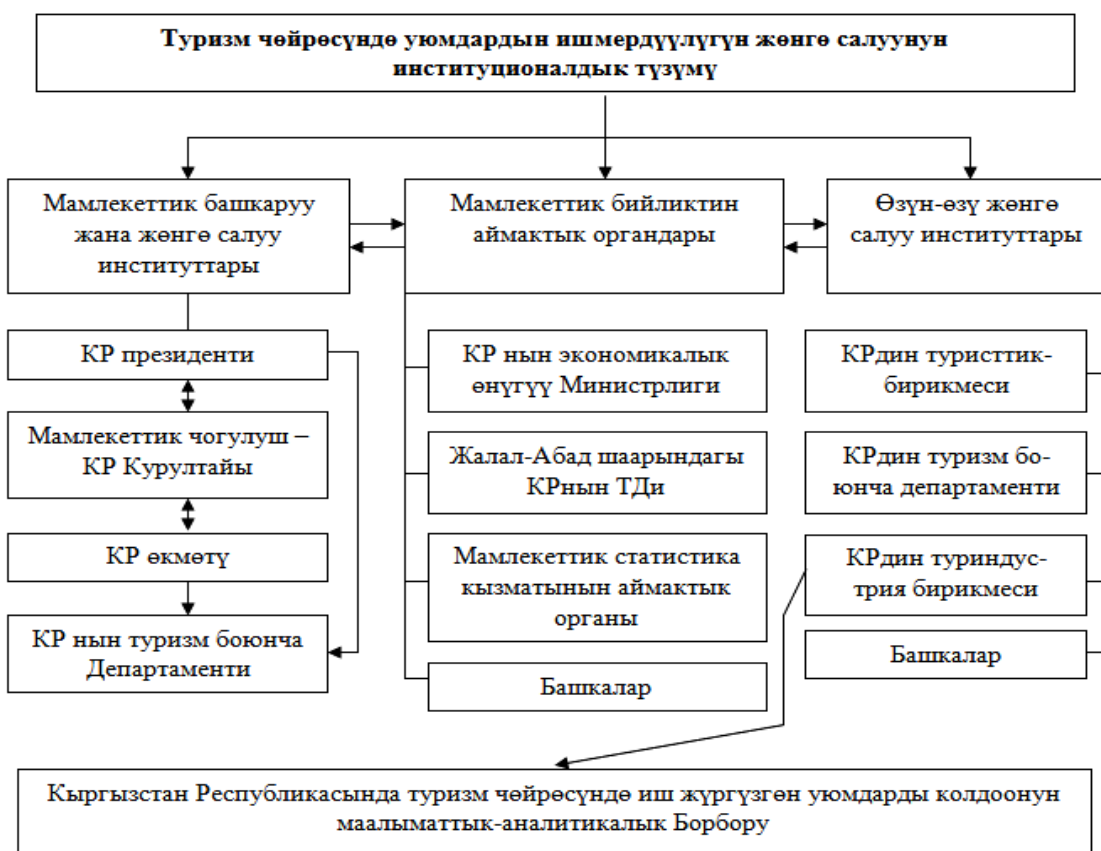 Туризм чөйрөсүндө уюмдардын ишмердүүлүгүн жөнгө салуунун
институционалдык түзүмү
Мамлекеттик башкаруу
жана жөнгө салуу
институттары
Мамлекеттик бийликтин
аймактык органдары
Өзүн-өзү жөнгө
салуу институттары
КР президенти
Мамлекеттик чогулуш –
КР Курултайы
КР өкмөтү
КР нын туризм боюнча
Департаменти
КР нын экономикалык
өнүгүү Министрлиги
Жалал-Абад шаарындагы
КРнын ТДи
Мамлекеттик статистика
кызматынын аймактык
органы
Башкалар
КРдин туристтик-
бирикмеси
КРдин туризм бо-
юнча департаменти
КРдин туриндус-
трия бирикмеси
Башкалар
Кыргызстан Республикасында туризм чөйрөсүндө иш жүргүзгөн уюмдарды колдоонун
маалыматтык-аналитикалык Борбору